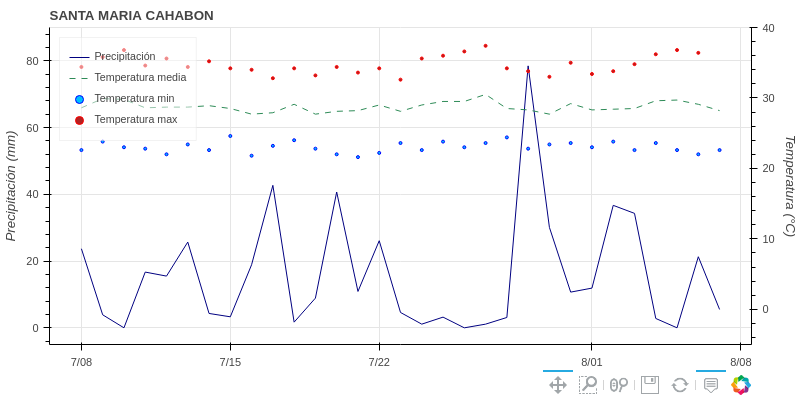 SANTA MARIA CAHABON
Precipitación
Temperatura media
Temperatura min
Temperatura max
Precipitación (mm)
80
60
40
20
0
Temperatura (°C)
40
30
20
10
0
7/08
7/15
7/22
8/01
8/08